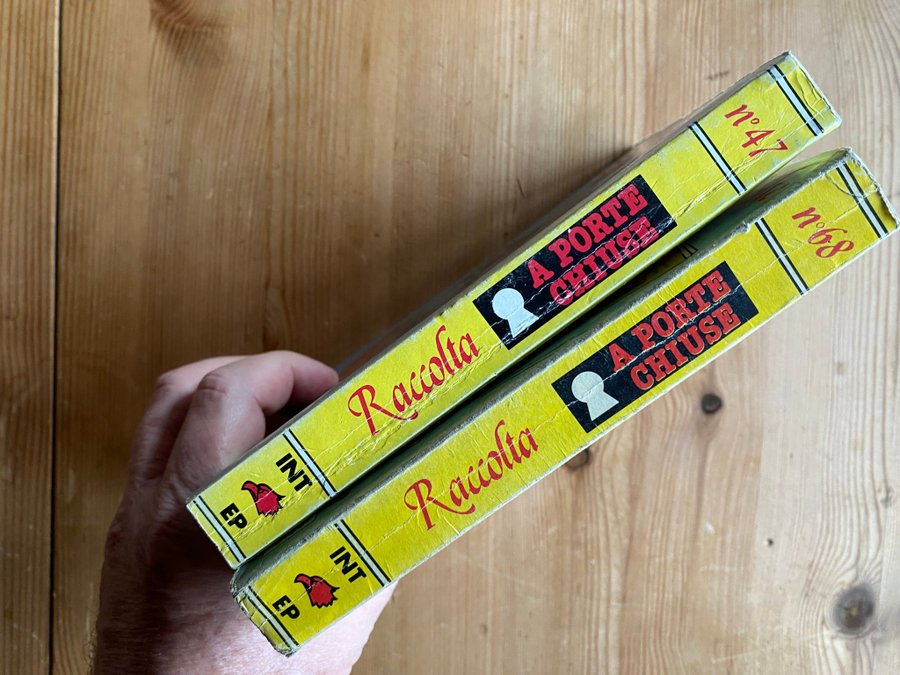 EP INT
Raccolta
A PORTE
CHIUSE
n° 47
EP INT
Raccolta
A PORTE
CHIUSE
n° 68